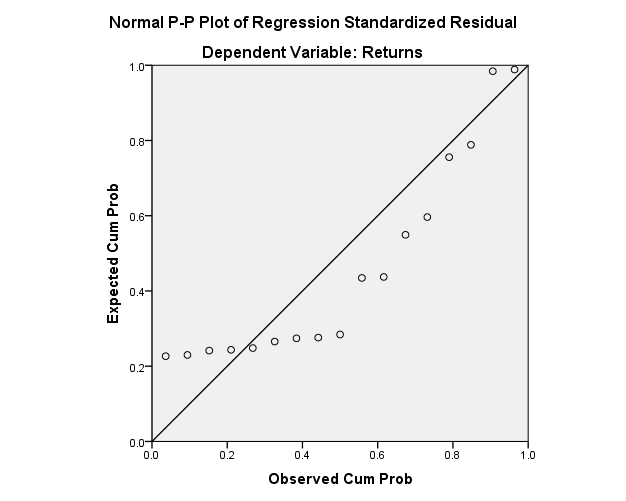 Normal P-P Plot of Regression Standardized Residual
Dependent Variable: Returns
1.0
0.8
0.6
0.4
0.2
0.0
Expected Cum Prob
0.0 0.2 0.4 0.6 0.8 1.0
Observed Cum Prob